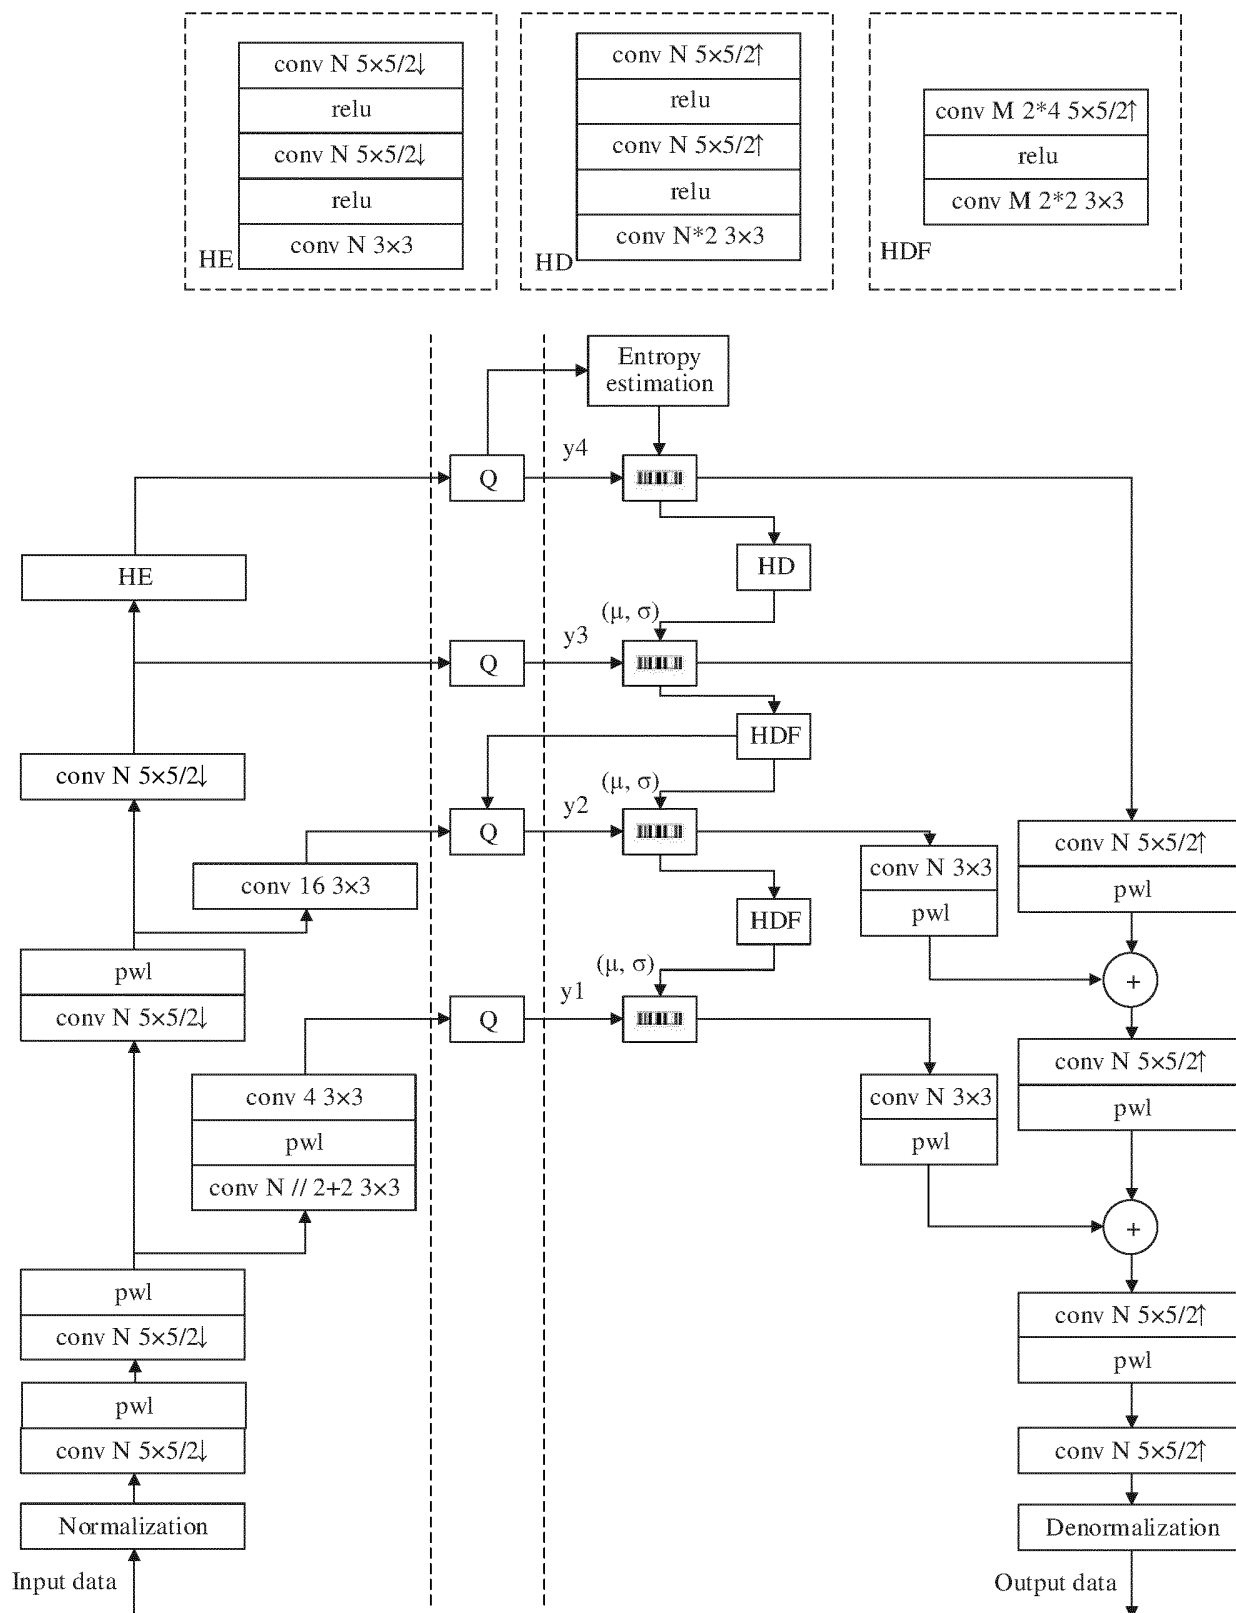 conv N 5×5/2↓
relu
conv N 5×5/2↓
relu
conv N 3×3
HE
conv N 5×5/2↑
relu
conv N 5×5/2↑
relu
conv N*2 3×3
HD
conv M 2*4 5×5/2↑
relu
conv M 2*2 3×3
HDF
Entropy
estimation
Q
y4
HE
HD
(μ, σ)
Q
y3
HDF
conv N 5×5/2↓
(μ, σ)
Q
y2
conv N 5×5/2↑
pwl
conv N 3×3
pwl
conv 16 3×3
HDF
pwl
conv N 5×5/2↓
(μ, σ)
+
Q
y1
conv N 5×5/2↑
pwl
conv 4 3×3
pwl
conv N // 2+2 3×3
conv N 3×3
pwl
+
pwl
conv N 5×5/2↓
conv N 5×5/2↑
pwl
pwl
conv N 5×5/2↓
conv N 5×5/2↑
Normalization
Denormalization
Input data
Output data